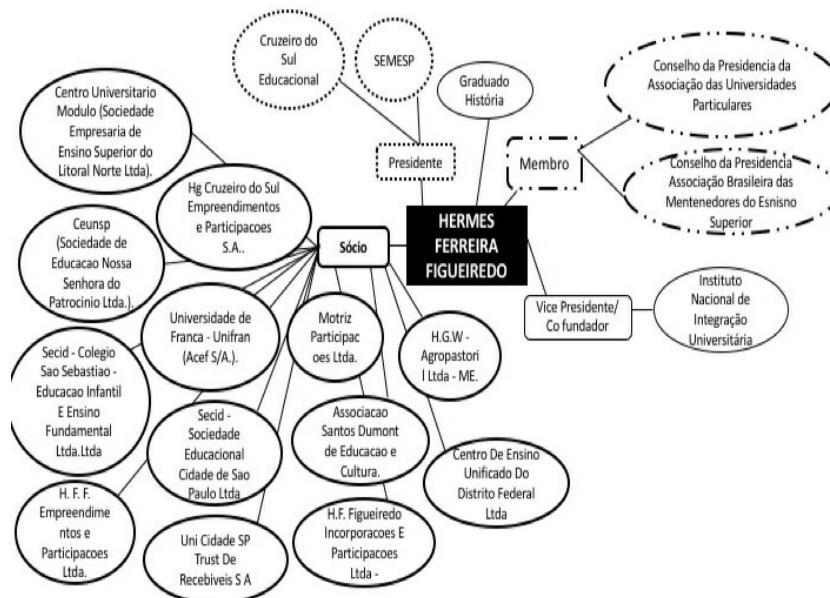 Cruzeiro do
Sul
Educacional
SEMESP
Graduado
História
Conselho da Presidencia da
Associação das Universidades
Particulares
Presidente
Membro
Conselho da Presidencia
Associação Brasileira das
Mentenedores do Esnisno
Superior
HERMES
FERREIRA
FIGUEIREDO
Sócio
Vice Presidente/
Co fundador
Instituto
Nacional de
Integração
Universitária
Centro Universitario
Modulo (Sociedade
Empresaria de
Ensino Superior do
Litoral Norte Ltda).
Hg Cruzeiro do Sul
Empreendimentos
e Participacoes
S.A..
Ceunsp
(Sociedade de
Educacao Nossa
Senhora do
Patrocinio Ltda.).
Universidade de
Franca - Unifran
(Acef S/A.).
Motriz
Participac
oes Ltda.
H.G.W -
Agropastori
l Ltda - ME.
Secid - Colegio
Sao Sebastiao -
Educacao Infantil
E Ensino
Fundamental
Ltda.Ltda
Secid -
Sociedade
Educacional
Cidade de Sao
Paulo Ltda
Associacao
Santos Dumont
de Educacao e
Cultura.
Centro De Ensino
Unificado Do
Distrito Federal
Ltda
H. F. F.
Empreendime
ntos e
Participacoes
Ltda.
Uni Cidade SP
Trust De
Recebiveis S A
H.F. Figueiredo
Incorporacoes E
Participacoes
Ltda -